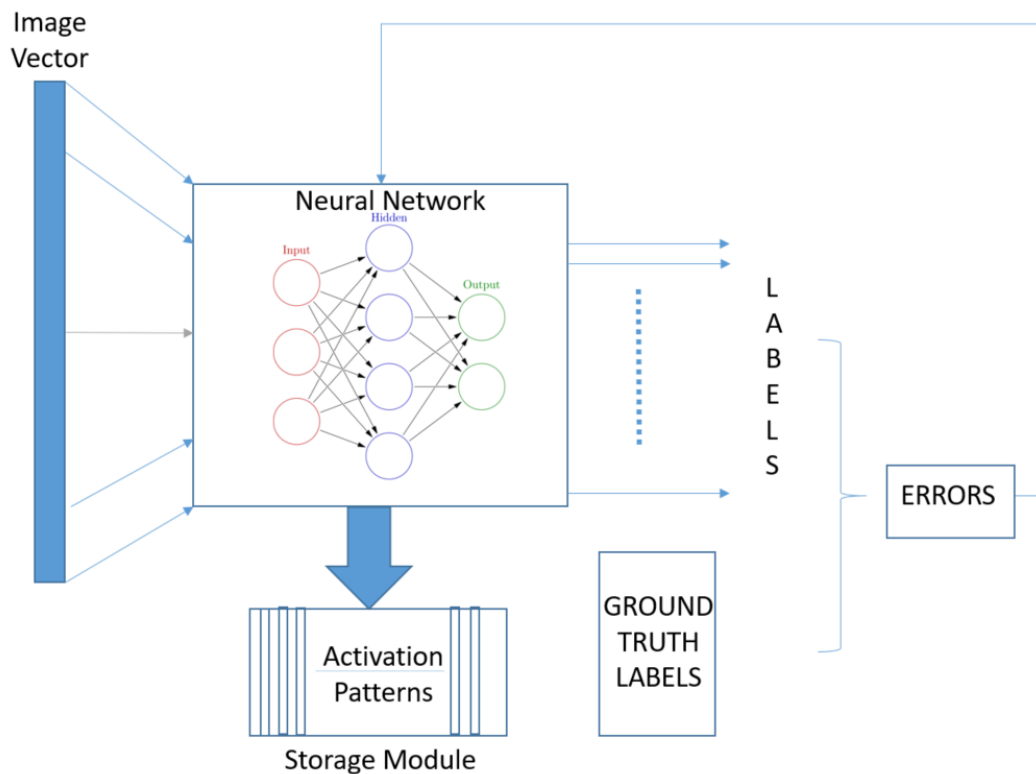 Image
Vector
Neural Network
Hidden
Input
Output
L
A
B
E
L
S
ERRORS
GROUND
TRUTH
LABELS
Activation
Patterns
Storage Module